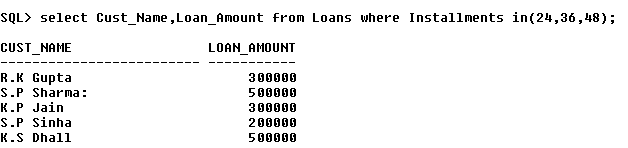 SQL> select Cust_Name,Loan_Amount from Loans where Installments in(24,36,48);
CUST_NAME LOAN_AMOUNT
------------------------- -----------
R.K Gupta 300000
S.P Sharma: 500000
K.P Jain 300000
S.P Sinha 200000
K.S Dhall 500000